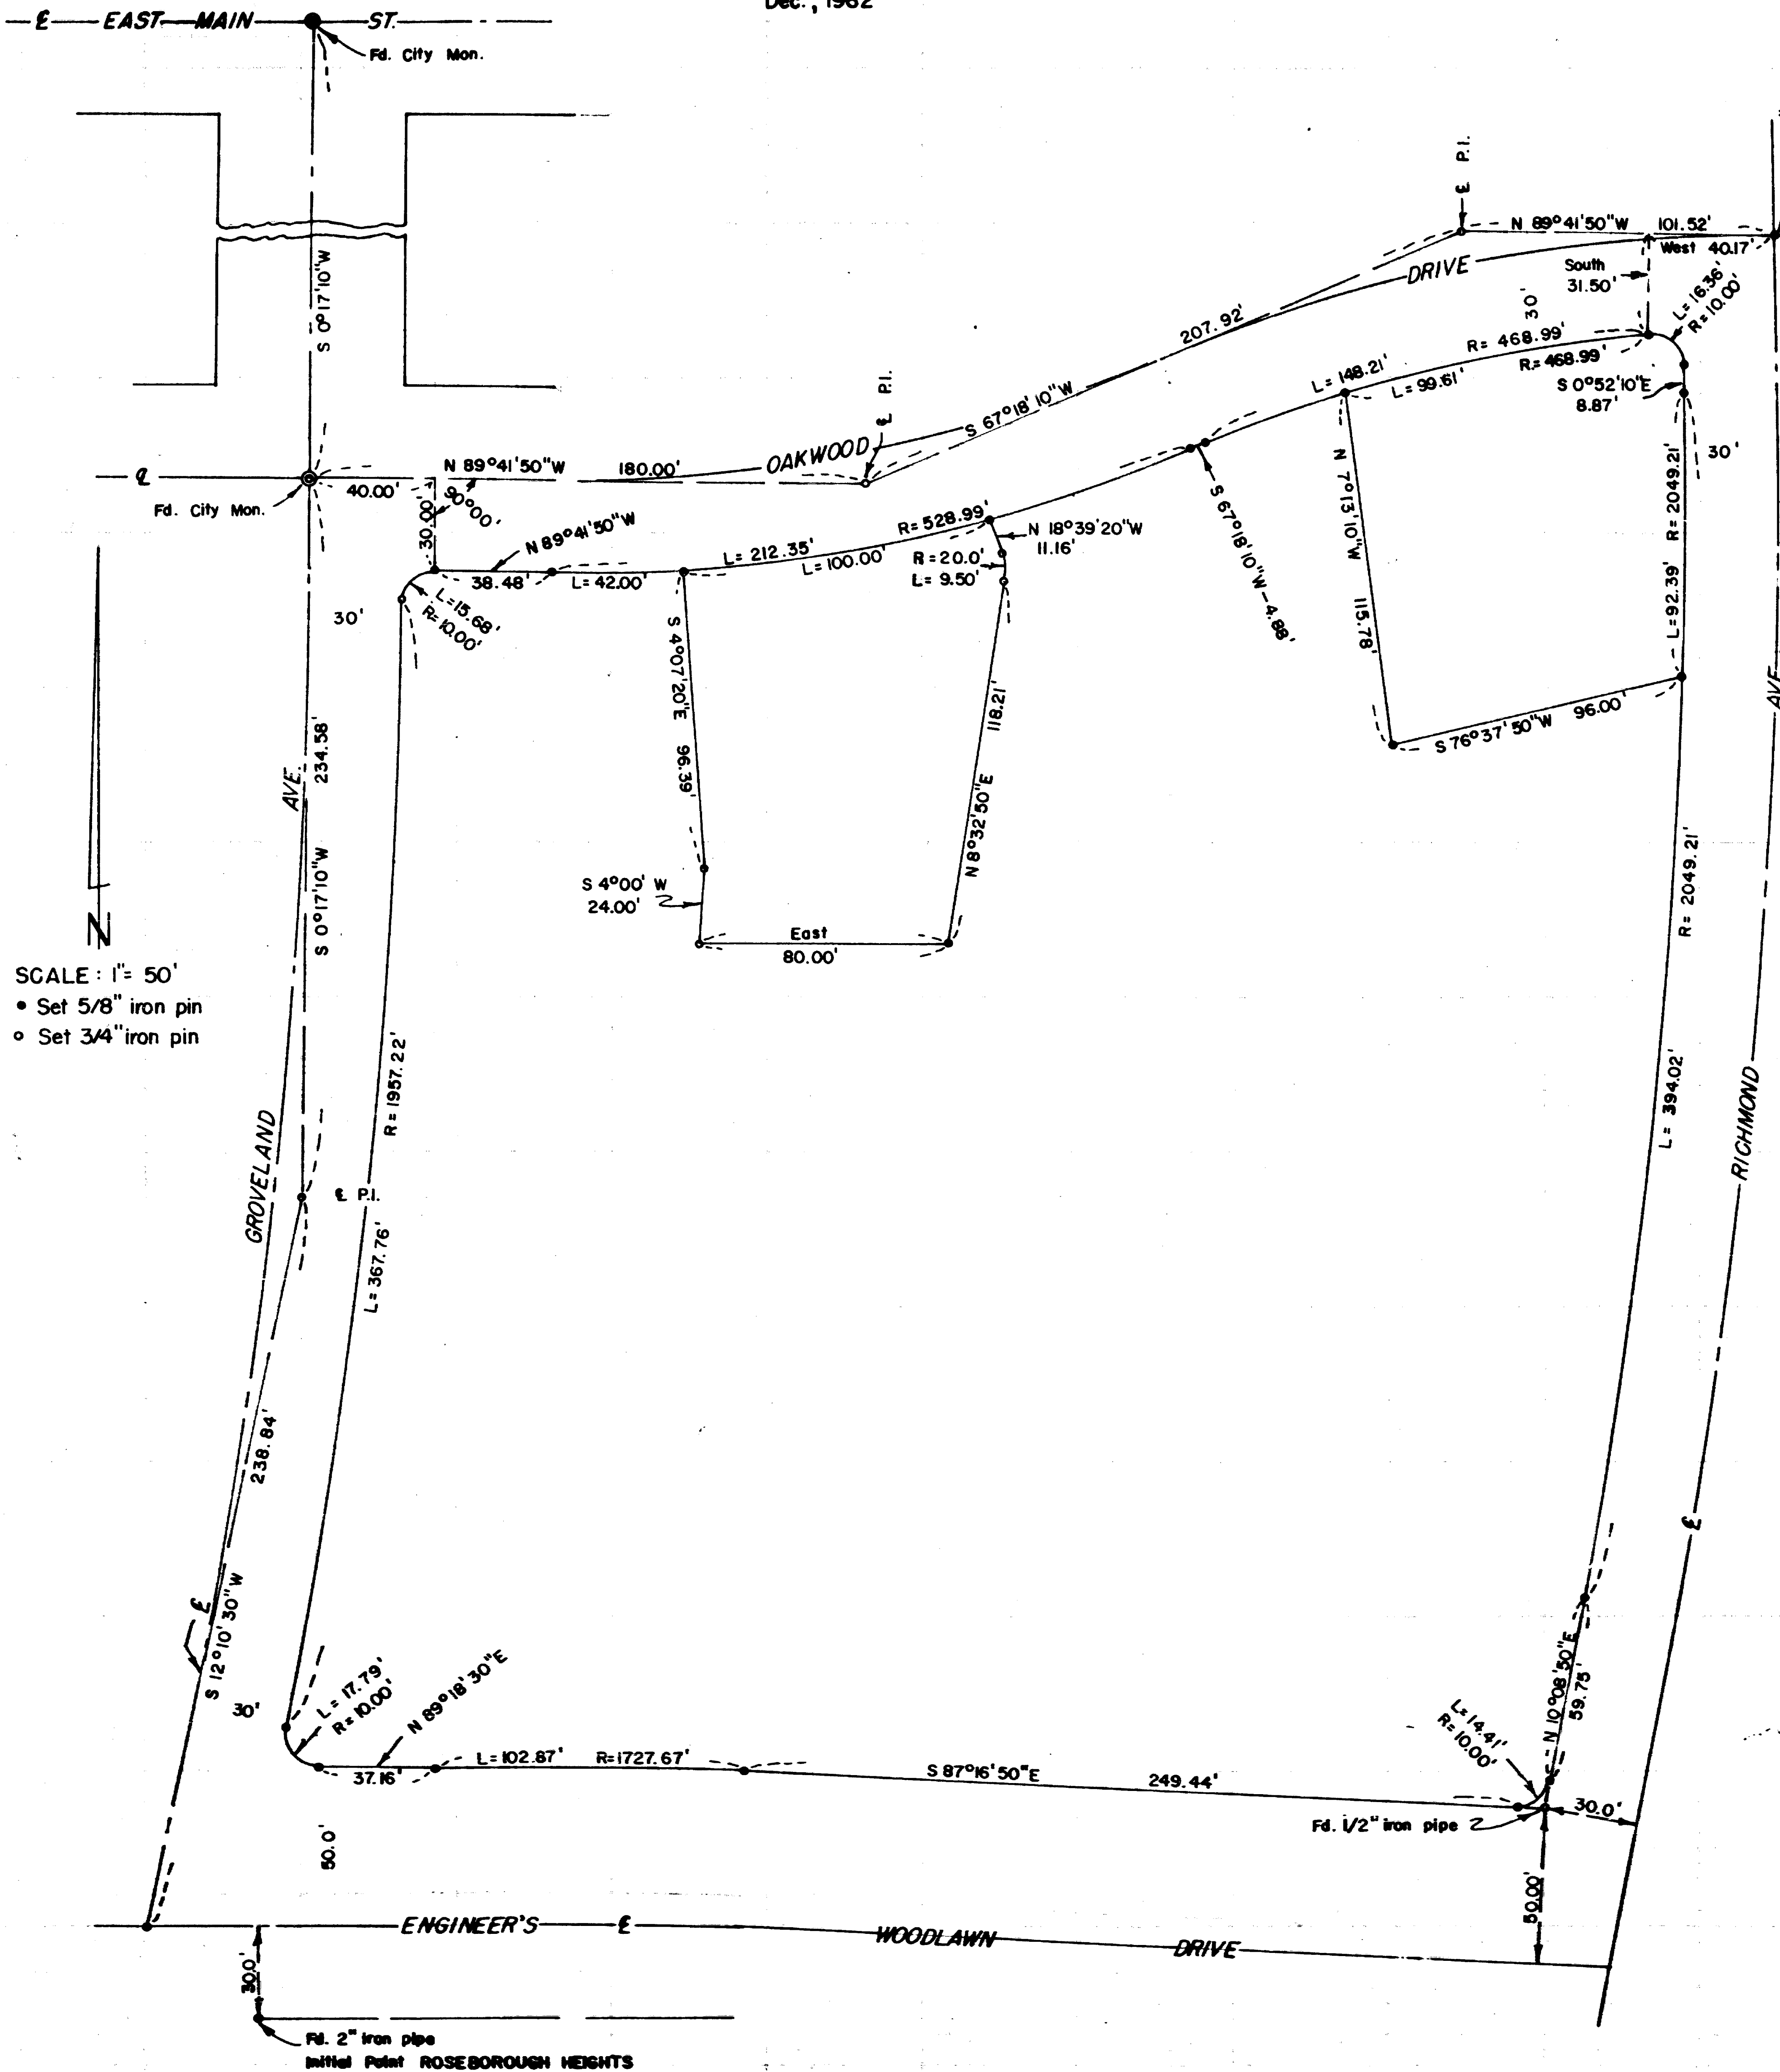 Dec., 1962
℄ EAST MAIN ST.
Fd. City Mon.
S 0°17'10"W
℄ P.I.
N 89°41'50"W 101.52'
West 40.17'
South
31.50'
DRIVE
30'
L=16.36'
R=10.00'
207.92'
R= 468.99'
R=468.99'
L=148.21'
L=99.61'
S 0°52'10"E
8.87'
℄ P.I.
S 67°18'10"W
OAKWOOD
30'
℄
N 89°41'50"W 180.00'
40.00'
90°00'
Fd. City Mon.
30.00'
N 89°41'50"W
R=528.99'
N 18°39'20"W
11.16'
L=212.35'
L=100.00'
R=20.0'
L=9.50'
38.48'
L=42.00'
L=15.68'
R=10.00'
30'
S 67°18'10"W-4.88'
N 7°13'10"W
115.78'
R=2049.21'
L=92.39'
S 4°07'20"E 96.39'
118.21'
N 8°32'50"E
S 76°37'50"W 96.00'
AVE.
234.58'
AVE.
S 0°17'10"W
S 4°00' W
24.00'
East
80.00'
R= 2049.21'
N
SCALE: 1"= 50'
• Set 5/8" iron pin
o Set 3/4" iron pin
R=1957.22'
L= 394.02'
RICHMOND
GROVELAND
℄ P.I.
L=367.76'
238.84'
℄
℄
S 12°10'30"W
30'
L=17.79'
R=10.00'
N 89°18'30"E
N 10°08'50"E
59.75'
L=14.41'
R=10.00'
37.16'
L=102.87' R=1727.67'
S 87°16'50"E 249.44'
30.0'
Fd. 1/2" iron pipe
50.0'
50.00'
ENGINEER'S ℄ WOODLAWN DRIVE
30.0'
Fd. 2" iron pipe
Initial Point ROSEBOROUGH HEIGHTS